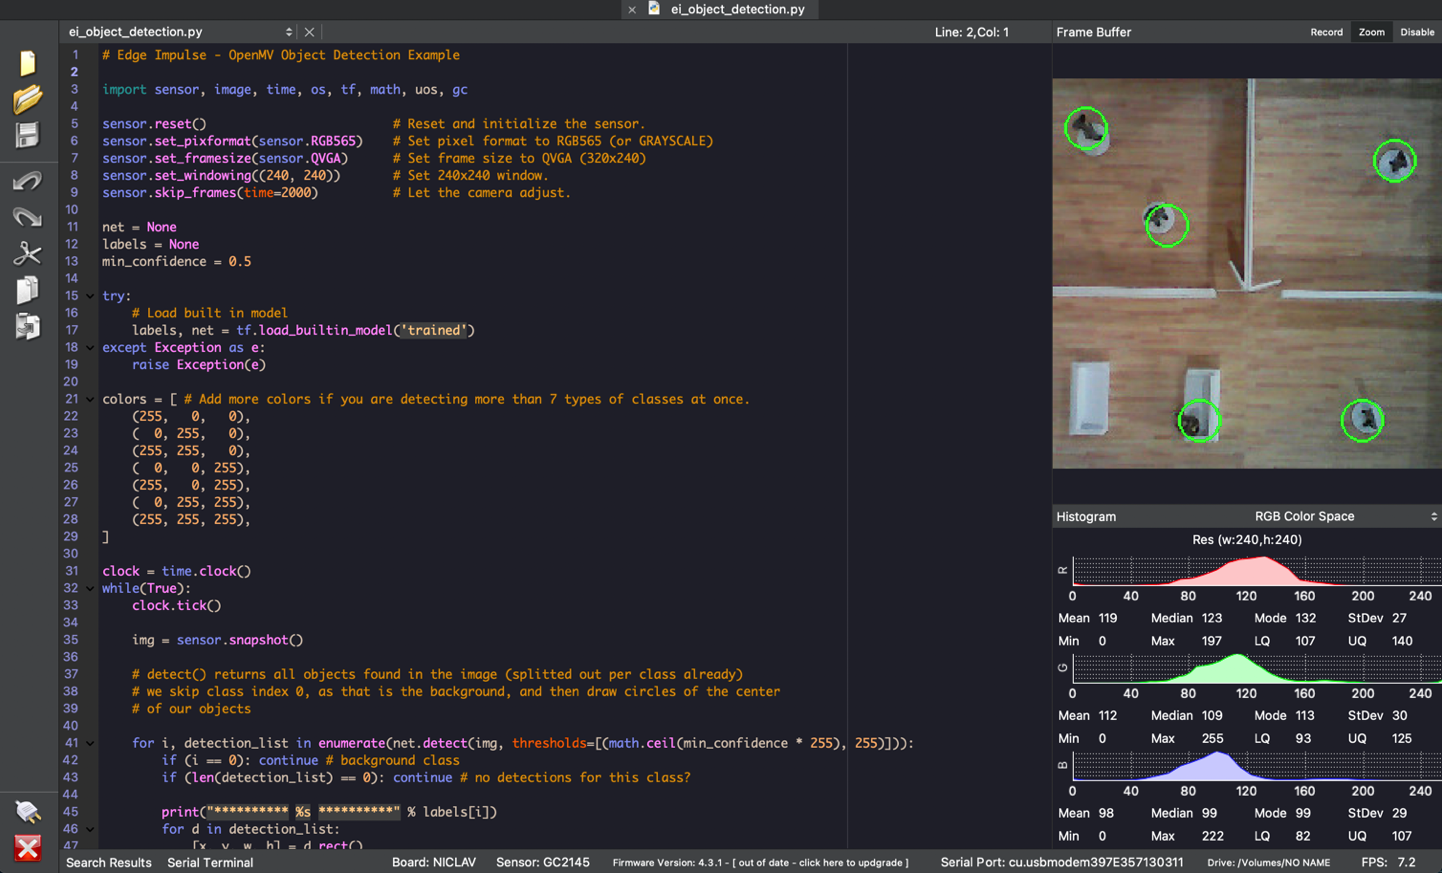 ei_object_detection.py
ei_object_detection.py
Line: 2,Col: 1
Frame Buffer
Record
Zoom
Disable
1 # Edge Impulse - OpenMV Object Detection Example
2
3 import sensor, image, time, os, tf, math, uos, gc
4
5 sensor.reset() # Reset and initialize the sensor.
6 sensor.set_pixformat(sensor.RGB565) # Set pixel format to RGB565 (or GRAYSCALE)
7 sensor.set_framesize(sensor.QVGA) # Set frame size to QVGA (320x240)
8 sensor.set_windowing((240, 240)) # Set 240x240 window.
9 sensor.skip_frames(time=2000) # Let the camera adjust.
10
11 net = None
12 labels = None
13 min_confidence = 0.5
14
15 try:
16 # Load built in model
17 labels, net = tf.load_builtin_model('trained')
18 except Exception as e:
19 raise Exception(e)
20
21 colors = [ # Add more colors if you are detecting more than 7 types of classes at once.
22 (255, 0, 0),
23 ( 0, 255, 0),
24 (255, 255, 0),
25 ( 0, 0, 255),
26 (255, 0, 255),
27 ( 0, 255, 255),
28 (255, 255, 255),
29 ]
30
31 clock = time.clock()
32 while(True):
33 clock.tick()
34
35 img = sensor.snapshot()
36
37 # detect() returns all objects found in the image (splitted out per class already)
38 # we skip class index 0, as that is the background, and then draw circles of the center
39 # of our objects
40
41 for i, detection_list in enumerate(net.detect(img, thresholds=[(math.ceil(min_confidence * 255), 255)])):
42 if (i == 0): continue # background class
43 if (len(detection_list) == 0): continue # no detections for this class?
44
45 print("********** %s **********" % labels[i])
46 for d in detection_list:
47 [x, y, w, h] = d.rect()
Histogram
RGB Color Space
Res (w:240,h:240)
R
0 40 80 120 160 200 240
Mean 119 Median 123 Mode 132 StDev 27
Min 0 Max 197 LQ 107 UQ 140
G
0 40 80 120 160 200 240
Mean 112 Median 109 Mode 113 StDev 30
Min 0 Max 255 LQ 93 UQ 125
B
0 40 80 120 160 200 240
Mean 98 Median 99 Mode 99 StDev 29
Min 0 Max 222 LQ 82 UQ 107
Search Results
Serial Terminal
Board: NICLAV
Sensor: GC2145
Firmware Version: 4.3.1 - [ out of date - click here to updgrade ]
Serial Port: cu.usbmodem397E357130311
Drive: /Volumes/NO NAME
FPS: 7.2